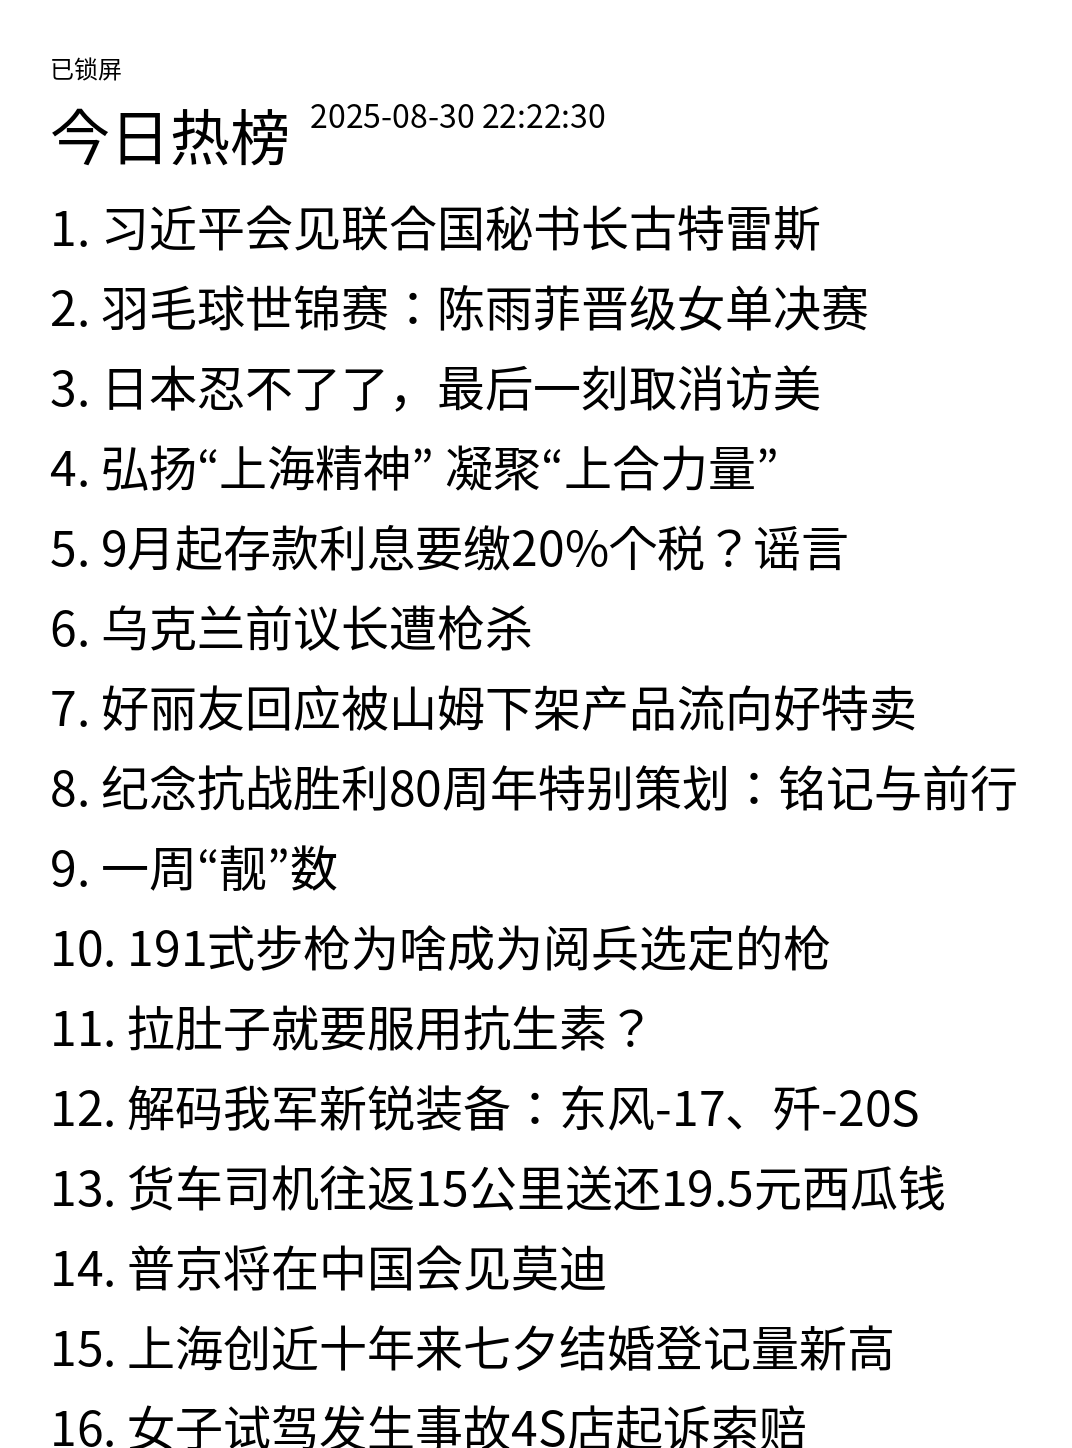 已锁屏
今日热榜 2025-08-30 22:22:30
1. 习近平会见联合国秘书长古特雷斯
2. 羽毛球世锦赛：陈雨菲晋级女单决赛
3. 日本忍不了了，最后一刻取消访美
4. 弘扬“上海精神” 凝聚“上合力量”
5. 9月起存款利息要缴20%个税？谣言
6. 乌克兰前议长遭枪杀
7. 好丽友回应被山姆下架产品流向好特卖
8. 纪念抗战胜利80周年特别策划：铭记与前行
9. 一周“靓”数
10. 191式步枪为啥成为阅兵选定的枪
11. 拉肚子就要服用抗生素？
12. 解码我军新锐装备：东风-17、歼-20S
13. 货车司机往返15公里送还19.5元西瓜钱
14. 普京将在中国会见莫迪
15. 上海创近十年来七夕结婚登记量新高
16. 女子试驾发生事故4S店起诉索赔